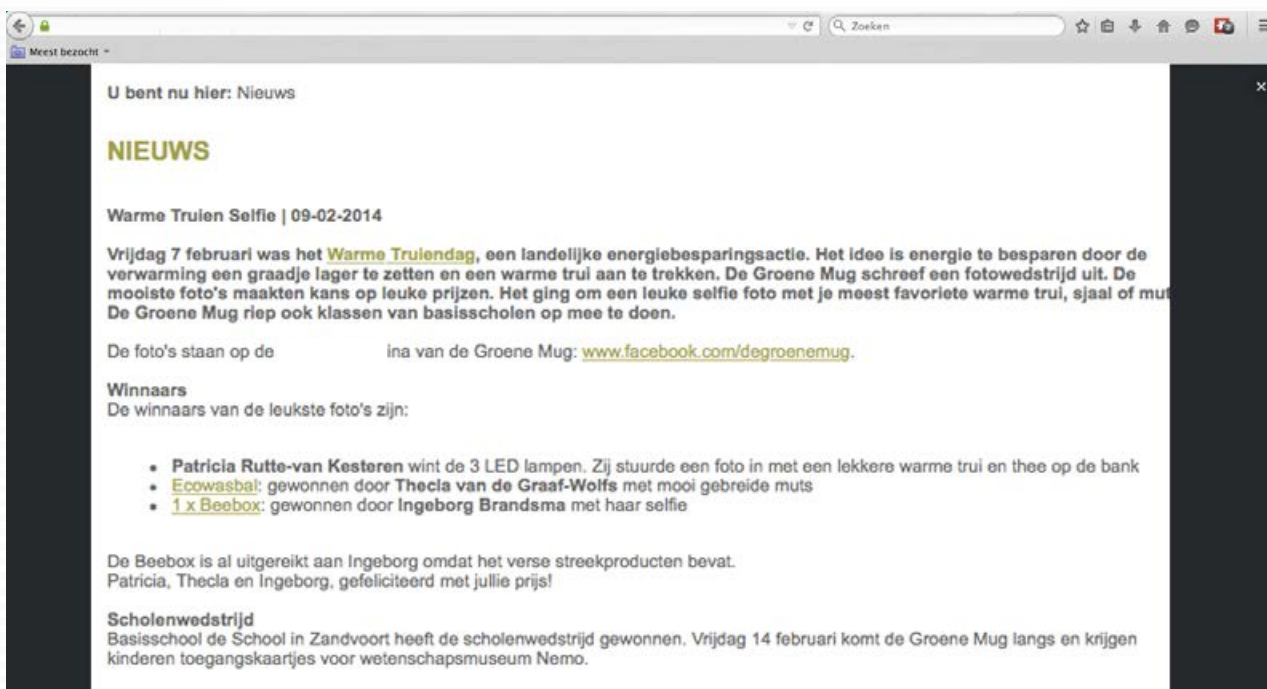 Zoeken
Meest bezocht
U bent nu hier: Nieuws
NIEUWS
Warme Truien Selfie | 09-02-2014
Vrijdag 7 februari was het Warme Truiendag, een landelijke energiebesparingsactie. Het idee is energie te besparen door de
verwarming een graadje lager te zetten en een warme trui aan te trekken. De Groene Mug schreef een fotowedstrijd uit. De
mooiste foto's maakten kans op leuke prijzen. Het ging om een leuke selfie foto met je meest favoriete warme trui, sjaal of mut
De Groene Mug riep ook klassen van basisscholen op mee te doen.
De foto's staan op de ina van de Groene Mug: www.facebook.com/degroenemug.
Winnaars
De winnaars van de leukste foto's zijn:
• Patricia Rutte-van Kesteren wint de 3 LED lampen. Zij stuurde een foto in met een lekkere warme trui en thee op de bank
• Ecowasbal: gewonnen door Thecla van de Graaf-Wolfs met mooi gebreide muts
• 1 x Beebox: gewonnen door Ingeborg Brandsma met haar selfie
De Beebox is al uitgereikt aan Ingeborg omdat het verse streekproducten bevat.
Patricia, Thecla en Ingeborg, gefeliciteerd met jullie prijs!
Scholenwedstrijd
Basisschool de School in Zandvoort heeft de scholenwedstrijd gewonnen. Vrijdag 14 februari komt de Groene Mug langs en krijgen
kinderen toegangskaartjes voor wetenschapsmuseum Nemo.